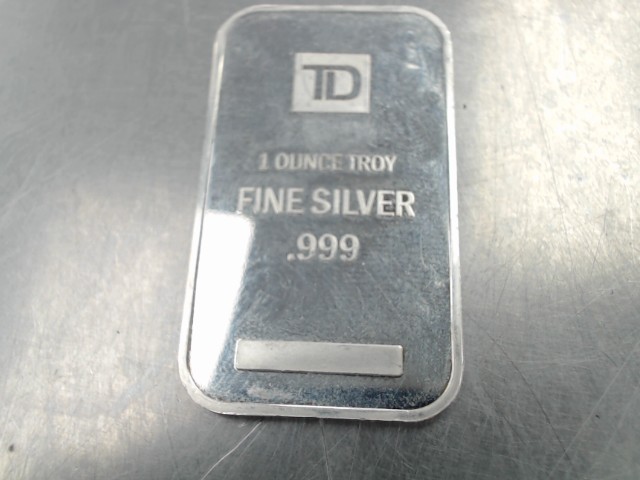 TD
1 OUNCE TROY
FINE SILVER
.999